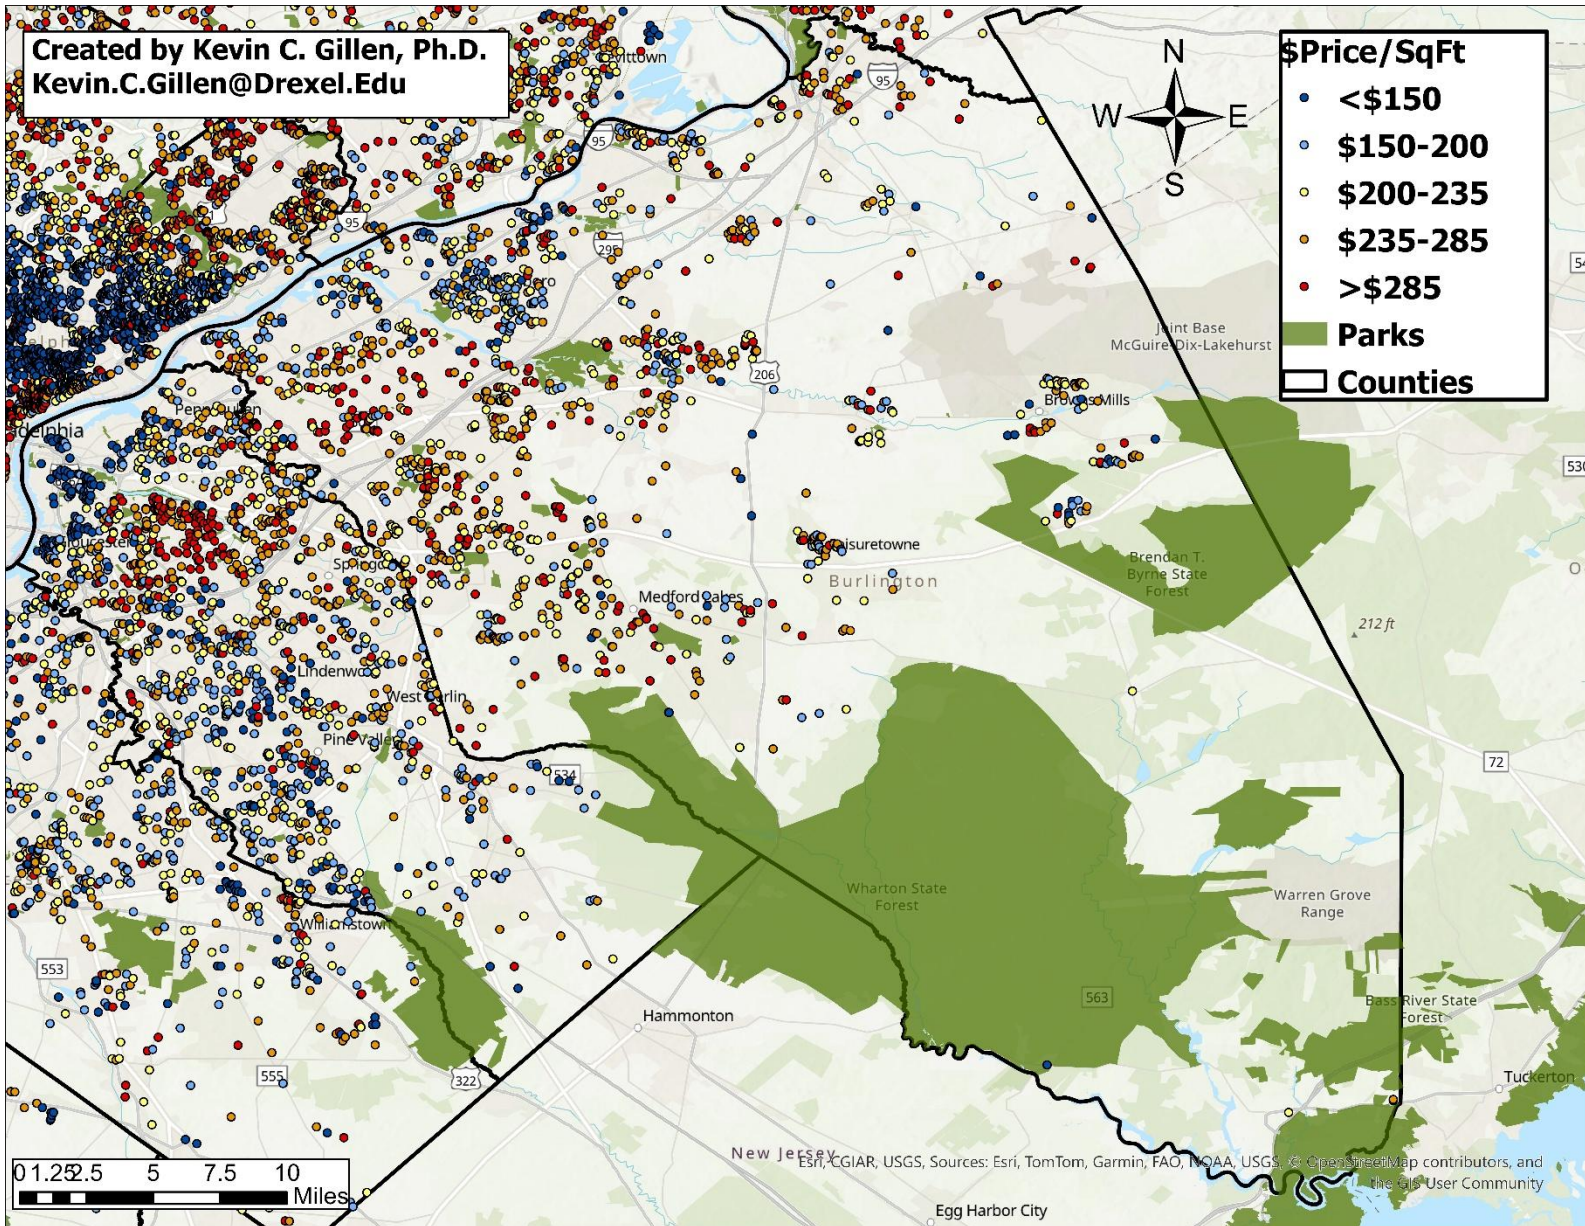 Created by Kevin C. Gillen, Ph.D.
Kevin.C.Gillen@Drexel.Edu
$Price/SqFt
<$150
$150-200
$200-235
$235-285
>$285
Parks
Counties
N
W
E
S
95
95
95
295
206
Joint Base
McGuire-Dix-Lakehurst
530
Leisuretowne
Burlington
Brendan T.
Byrne State
Forest
Medford Lakes
212 ft
Lindenwo
West Berlin
Pine Valley
534
72
Wharton State
Forest
Warren Grove
Range
Williamstown
553
563
Bass River State
Forest
Hammonton
555
322
Tuckerton
New Jersey
Esri, CGIAR, USGS, Sources: Esri, TomTom, Garmin, FAO, NOAA, USGS, © OpenStreetMap contributors, and
the GIS User Community
0 1.25 2.5 5 7.5 10
Miles
Egg Harbor City